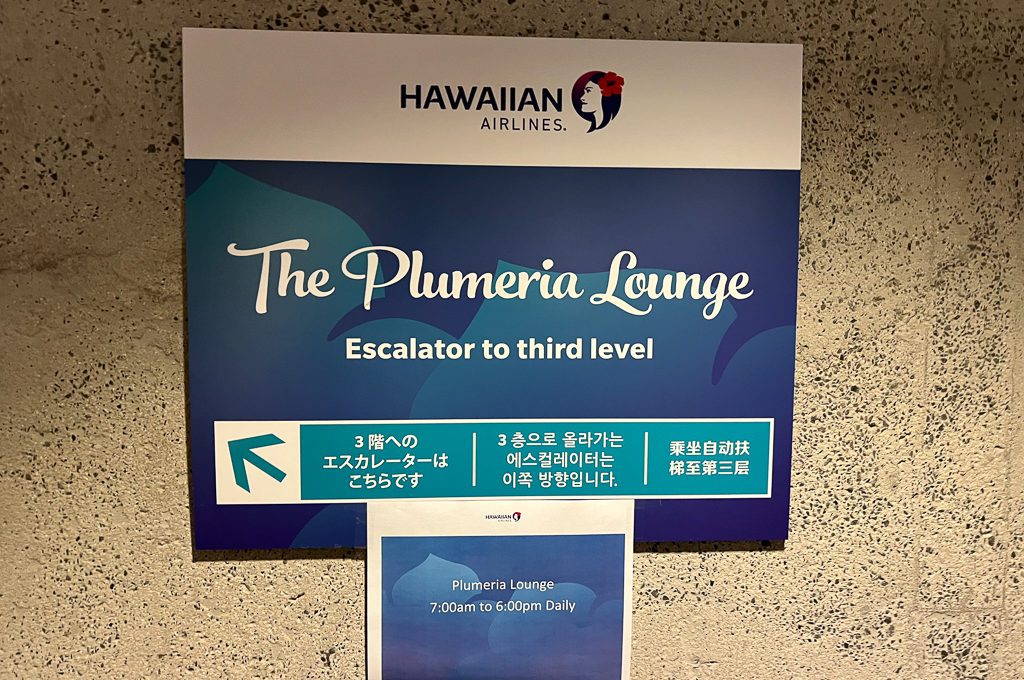 HAWAIIAN
AIRLINES.
The Plumeria Lounge
Escalator to third level
3 階への
エスカレーターは
こちらです
3 층으로 올라가는
에스컬레이터는
이쪽 방향입니다.
乘坐自动扶
梯至第三层
HAWAIIAN
AIRLINES
Plumeria Lounge
7:00am to 6:00pm Daily